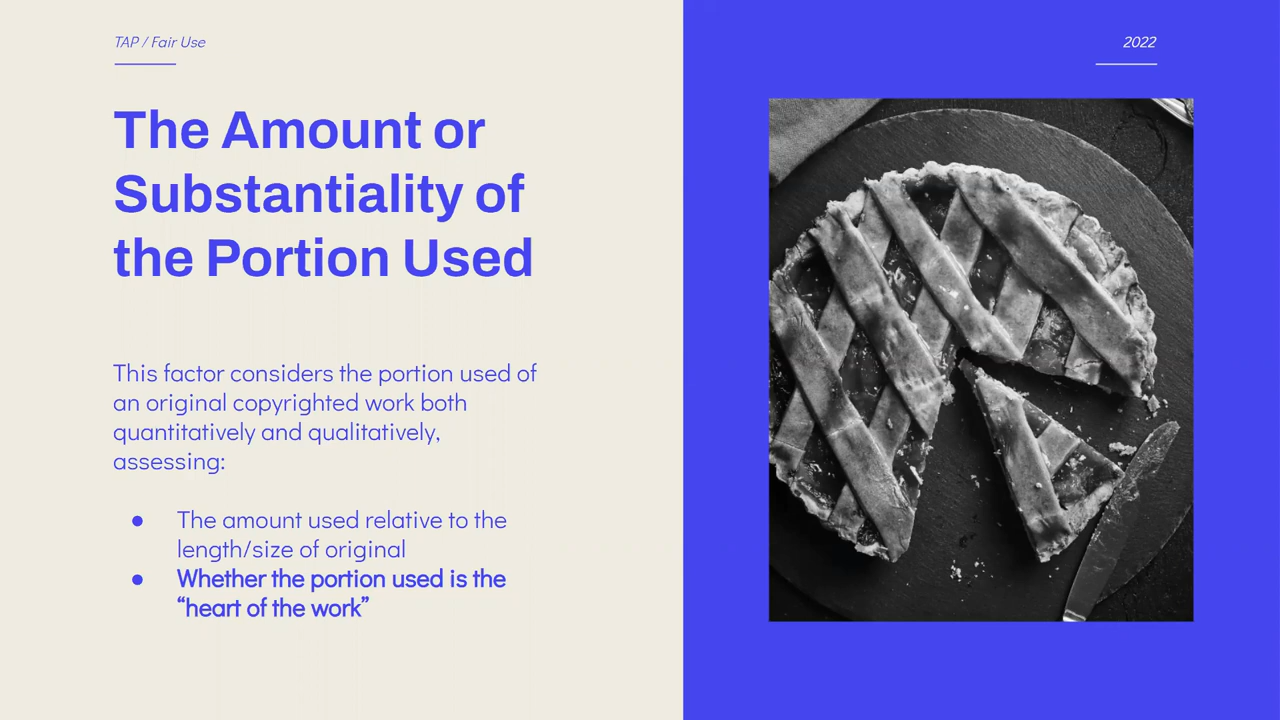 TAP / Fair Use
2022
The Amount or
Substantiality of
the Portion Used
This factor considers the portion used of
an original copyrighted work both
quantitatively and qualitatively,
assessing:
● The amount used relative to the
length/size of original
● Whether the portion used is the
“heart of the work”